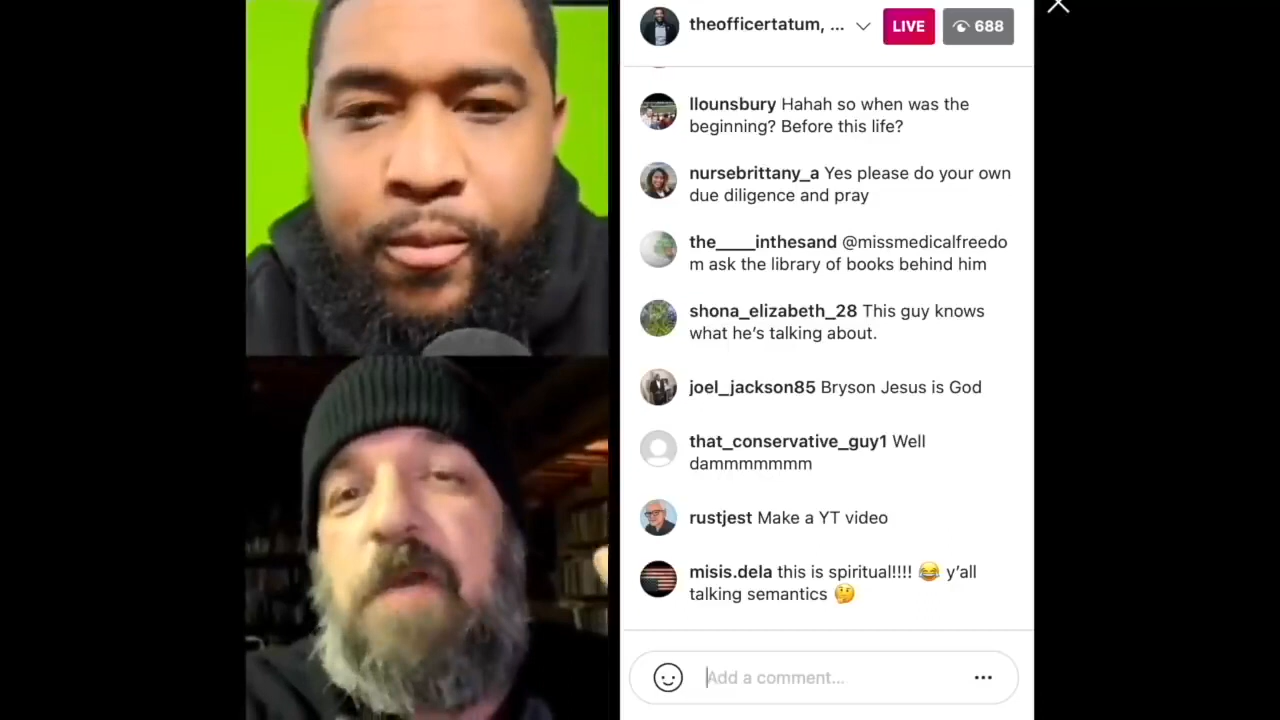 theofficertatum, ...
LIVE
688
llounsbury Hahah so when was the
beginning? Before this life?
nursebrittany_a Yes please do your own
due diligence and pray
the____inthesand @missmedicalfreedo
m ask the library of books behind him
shona_elizabeth_28 This guy knows
what he’s talking about.
joel_jackson85 Bryson Jesus is God
that_conservative_guy1 Well
dammmmmmm
rustjest Make a YT video
misis.dela this is spiritual!!!! 😂 y’all
talking semantics 🤔
Add a comment...